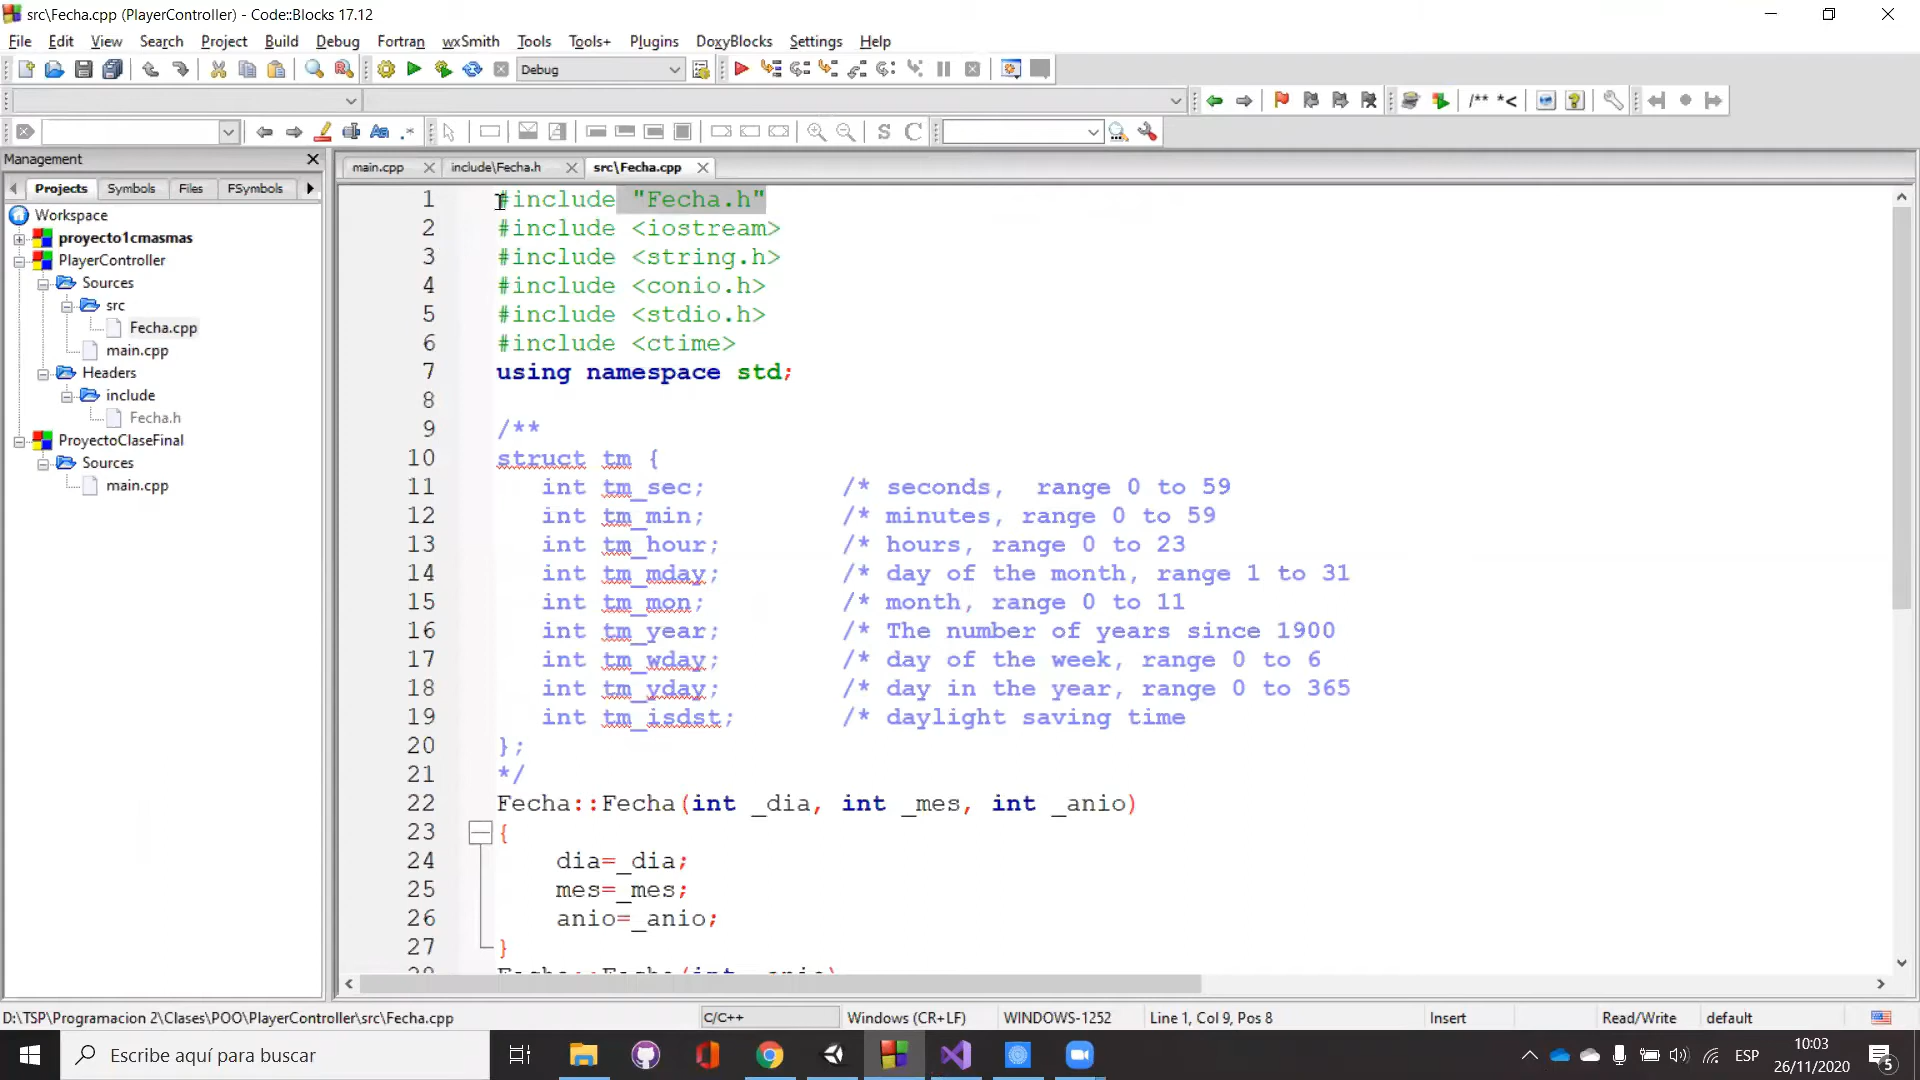 src\Fecha.cpp (PlayerController) - Code::Blocks 17.12
File Edit View Search Project Build Debug Fortran wxSmith Tools Tools+ Plugins DoxyBlocks Settings Help
Debug
/** *<
Aa .*
S C
Management
main.cpp include\Fecha.h src\Fecha.cpp
Projects Symbols Files FSymbols
Workspace
proyecto1cmasmas
PlayerController
Sources
src
Fecha.cpp
main.cpp
Headers
include
Fecha.h
ProyectoClaseFinal
Sources
main.cpp
1 #include "Fecha.h"
2 #include <iostream>
3 #include <string.h>
4 #include <conio.h>
5 #include <stdio.h>
6 #include <ctime>
7 using namespace std;
8
9 /**
10 struct tm {
11 int tm_sec; /* seconds, range 0 to 59
12 int tm_min; /* minutes, range 0 to 59
13 int tm_hour; /* hours, range 0 to 23
14 int tm_mday; /* day of the month, range 1 to 31
15 int tm_mon; /* month, range 0 to 11
16 int tm_year; /* The number of years since 1900
17 int tm_wday; /* day of the week, range 0 to 6
18 int tm_yday; /* day in the year, range 0 to 365
19 int tm_isdst; /* daylight saving time
20 };
21 */
22 Fecha::Fecha(int _dia, int _mes, int _anio)
23 {
24 dia=_dia;
25 mes=_mes;
26 anio=_anio;
27 }
28 Fecha::Fecha(int _anio)
D:\TSP\Programacion 2\Clases\POO\PlayerController\src\Fecha.cpp C/C++ Windows (CR+LF) WINDOWS-1252 Line 1, Col 9, Pos 8 Insert Read/Write default
Escribe aquí para buscar
ESP
10:03
26/11/2020
5